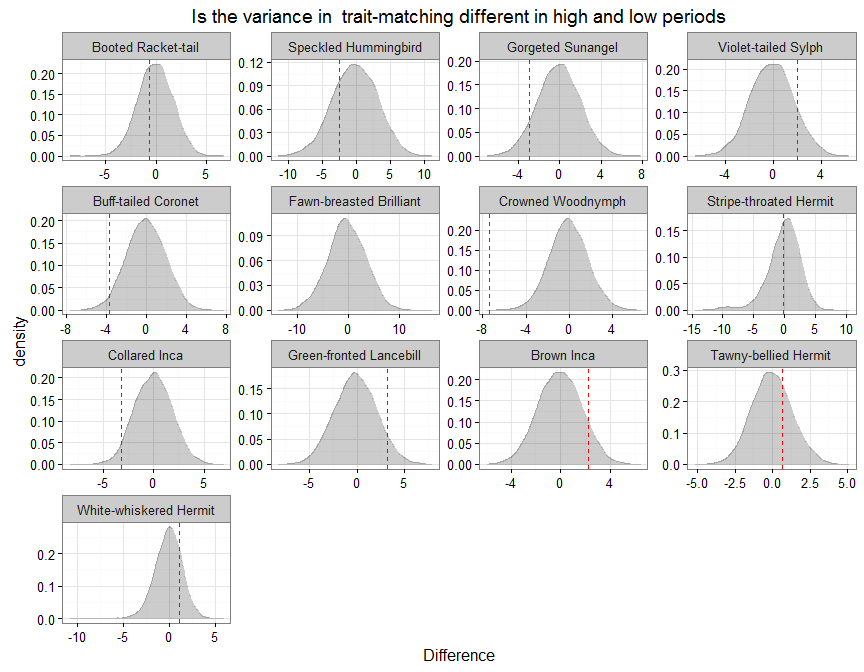 Is the variance in  trait-matching different in high and low periods
Booted Racket-tail
Speckled Hummingbird
Gorgeted Sunangel
Violet-tailed Sylph
0.20
0.15
0.10
0.05
0.00
-5 0 5
0.12
0.09
0.06
0.03
0.00
-10 -5 0 5 10
0.20
0.15
0.10
0.05
0.00
-4 0 4 8
0.20
0.15
0.10
0.05
0.00
-4 0 4
Buff-tailed Coronet
Fawn-breasted Brilliant
Crowned Woodnymph
Stripe-throated Hermit
0.20
0.15
0.10
0.05
0.00
-8 -4 0 4 8
0.09
0.06
0.03
0.00
-10 0 10
0.20
0.15
0.10
0.05
0.00
-8 -4 0 4
0.15
0.10
0.05
0.00
-15 -10 -5 0 5 10
density
Collared Inca
Green-fronted Lancebill
Brown Inca
Tawny-bellied Hermit
0.20
0.15
0.10
0.05
0.00
-5 0 5
0.15
0.10
0.05
0.00
-5 0 5
0.20
0.15
0.10
0.05
0.00
-4 0 4
0.3
0.2
0.1
0.0
-5.0 -2.5 0.0 2.5 5.0
White-whiskered Hermit
0.2
0.1
0.0
-10 -5 0 5
Difference